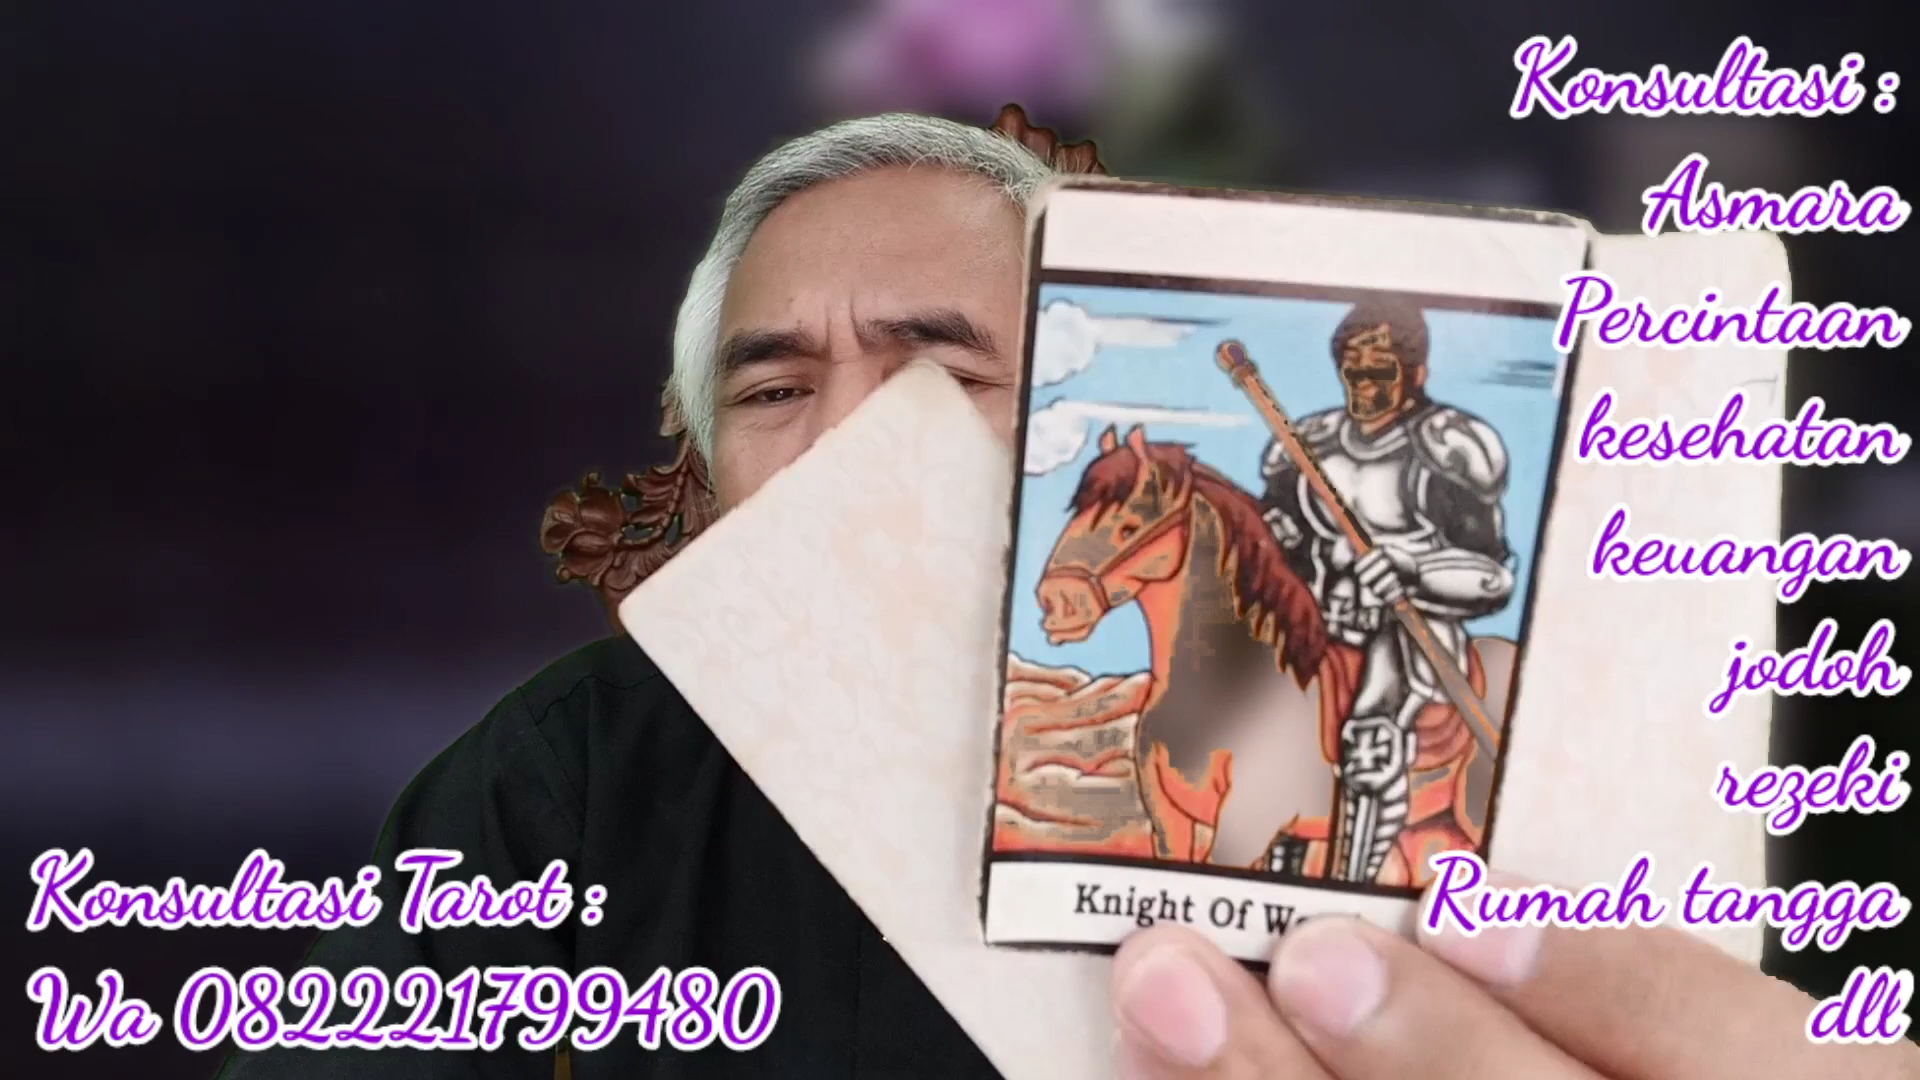 Konsultasi :
Asmara
Percintaan
kesehatan
keuangan
jodoh
rezeki
Rumah tangga
dll
Knight Of
Konsultasi Tarot :
Wa 082221799480